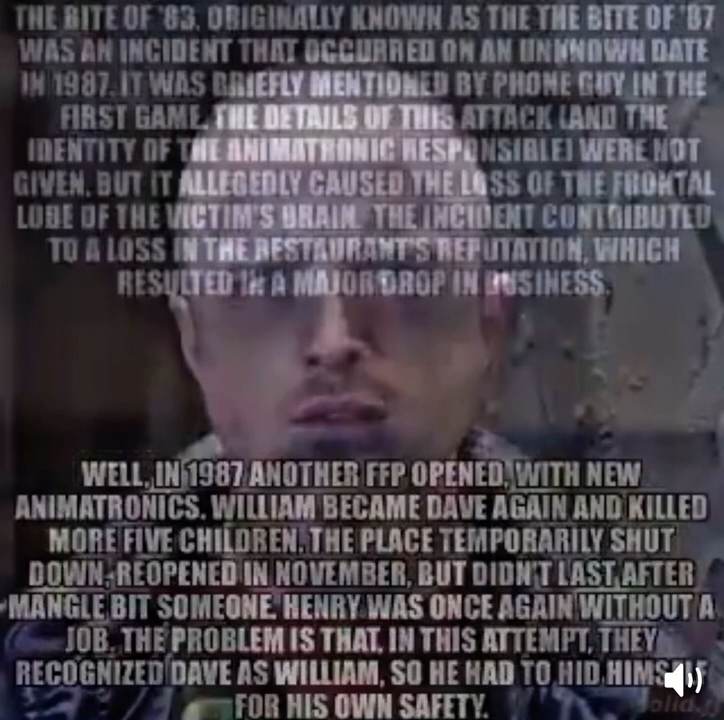 THE BITE OF '83, ORIGINALLY KNOWN AS THE THE BITE OF '87
WAS AN INCIDENT THAT OCCURRED ON AN UNKNOWN DATE
IN 1987. IT WAS BRIEFLY MENTIONED BY PHONE GUY IN THE
FIRST GAME. THE DETAILS OF THIS ATTACK (AND THE
IDENTITY OF THE ANIMATRONIC RESPONSIBLE) WERE NOT
GIVEN, BUT IT ALLEGEDLY CAUSED THE LOSS OF THE FRONTAL
LOBE OF THE VICTIM'S BRAIN. THE INCIDENT CONTRIBUTED
TO A LOSS IN THE RESTAURANT'S REPUTATION, WHICH
RESULTED IN A MAJOR DROP IN BUSINESS.
WELL, IN 1987 ANOTHER FFP OPENED, WITH NEW
ANIMATRONICS. WILLIAM BECAME DAVE AGAIN AND KILLED
MORE FIVE CHILDREN. THE PLACE TEMPORARILY SHUT
DOWN, REOPENED IN NOVEMBER, BUT DIDN'T LAST AFTER
MANGLE BIT SOMEONE. HENRY WAS ONCE AGAIN WITHOUT A
JOB. THE PROBLEM IS THAT, IN THIS ATTEMPT, THEY
RECOGNIZED DAVE AS WILLIAM, SO HE HAD TO HID
FOR HIS OWN SAFETY.